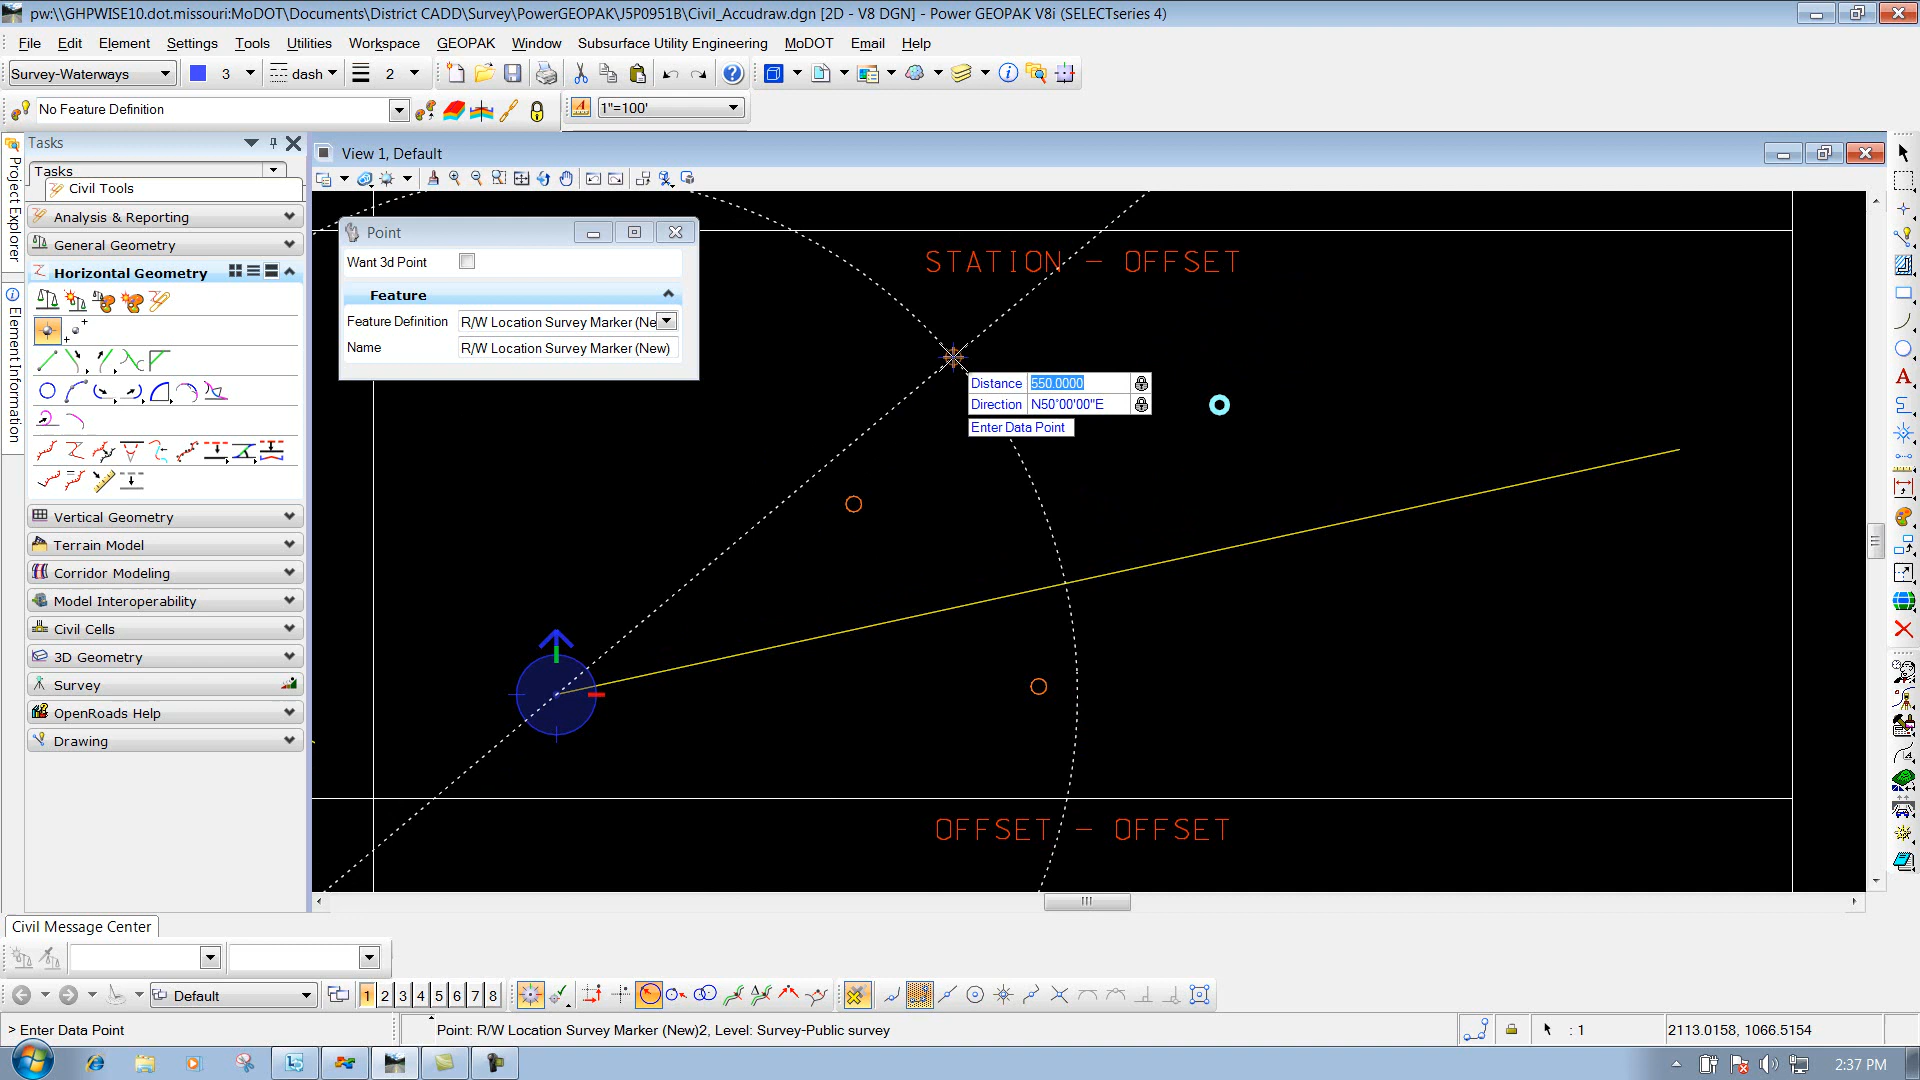 pw:\\GHPWISE10.dot.missouri:MoDOT\Documents\District CADD\Survey\PowerGEOPAK\J5P0951B\Civil_Accudraw.dgn [2D - V8 DGN] - Power GEOPAK V8i (SELECTseries 4)
File Edit Element Settings Tools Utilities Workspace GEOPAK Window Subsurface Utility Engineering MoDOT Email Help
Survey-Waterways 3 dash 2
No Feature Definition 1"=100'
Tasks
Tasks
Civil Tools
Project Explorer
Element Information
Analysis & Reporting
General Geometry
Horizontal Geometry
Vertical Geometry
Terrain Model
Corridor Modeling
Model Interoperability
Civil Cells
3D Geometry
Survey
OpenRoads Help
Drawing
View 1, Default
Point
Want 3d Point
Feature
Feature Definition R/W Location Survey Marker (Ne
Name R/W Location Survey Marker (New)
STATION - OFFSET
Distance 550.0000
Direction N50°00'00"E
Enter Data Point
OFFSET - OFFSET
Civil Message Center
Default 1 2 3 4 5 6 7 8
> Enter Data Point
Point: R/W Location Survey Marker (New)2, Level: Survey-Public survey
: 1
2113.0158, 1066.5154
2:37 PM